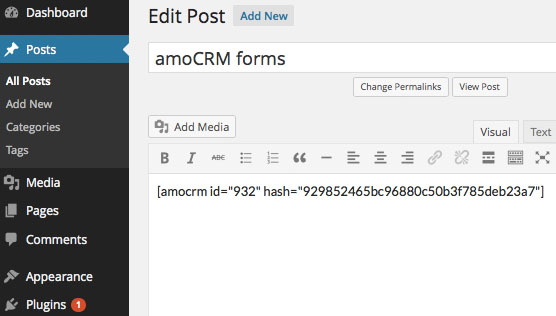 Dashboard
Posts
All Posts
Add New
Categories
Tags
Media
Pages
Comments
Appearance
Plugins 1
Edit Post Add New
amoCRM forms
Change Permalinks View Post
Add Media
Visual Text
B I ABC
[amocrm id="932" hash="929852465bc96880c50b3f785deb23a7"]